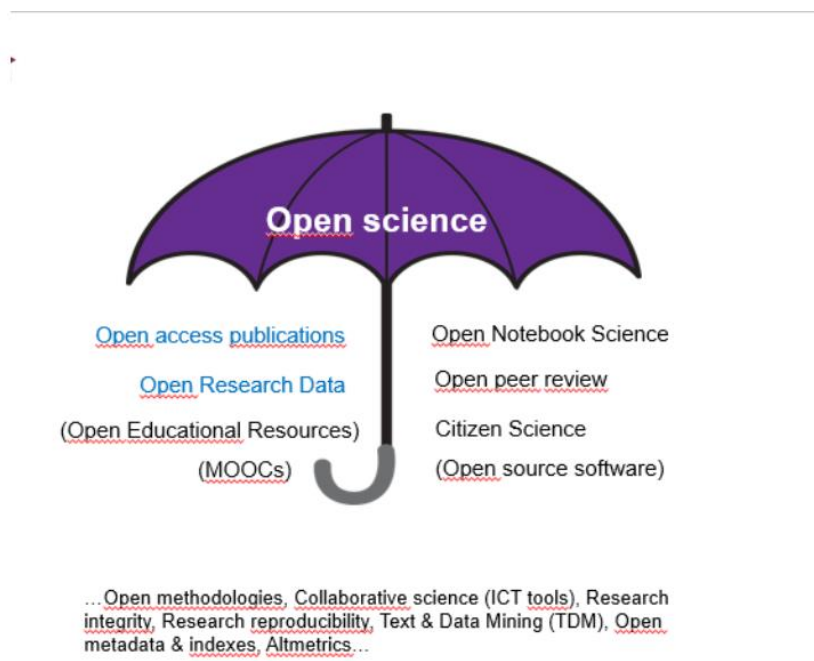 Open science
Open access publications
Open Research Data
(Open Educational Resources)
(MOOCs)
Open Notebook Science
Open peer review
Citizen Science
(Open source software)
…Open methodologies, Collaborative science (ICT tools), Research
integrity, Research reproducibility, Text & Data Mining (TDM), Open
metadata & indexes, Altmetrics…